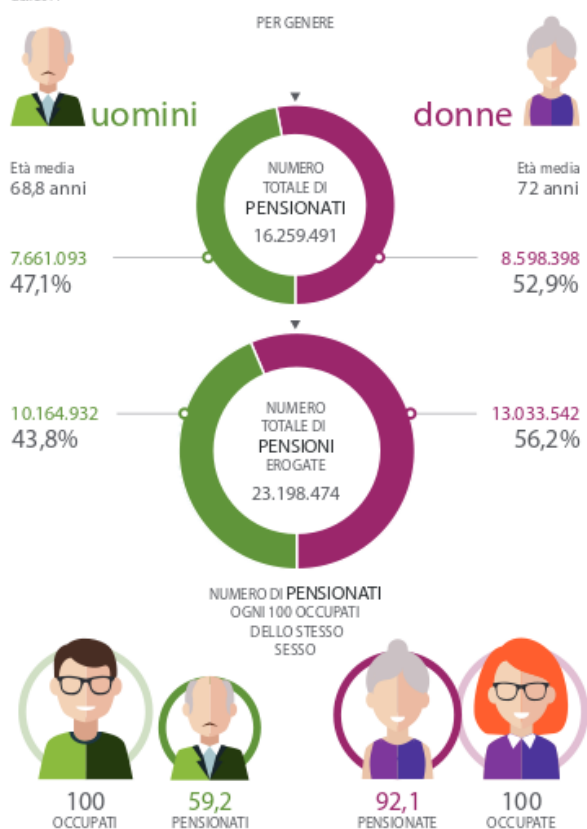 PER GENERE
uomini
donne
Età media
68,8 anni
Età media
72 anni
NUMERO
TOTALE DI
PENSIONATI
16.259.491
7.661.093
47,1%
8.598.398
52,9%
10.164.932
43,8%
NUMERO
TOTALE DI
PENSIONI
EROGATE
23.198.474
13.033.542
56,2%
NUMERO DI PENSIONATI
OGNI 100 OCCUPATI
DELLO STESSO
SESSO
100
OCCUPATI
59,2
PENSIONATI
92,1
PENSIONATE
100
OCCUPATE